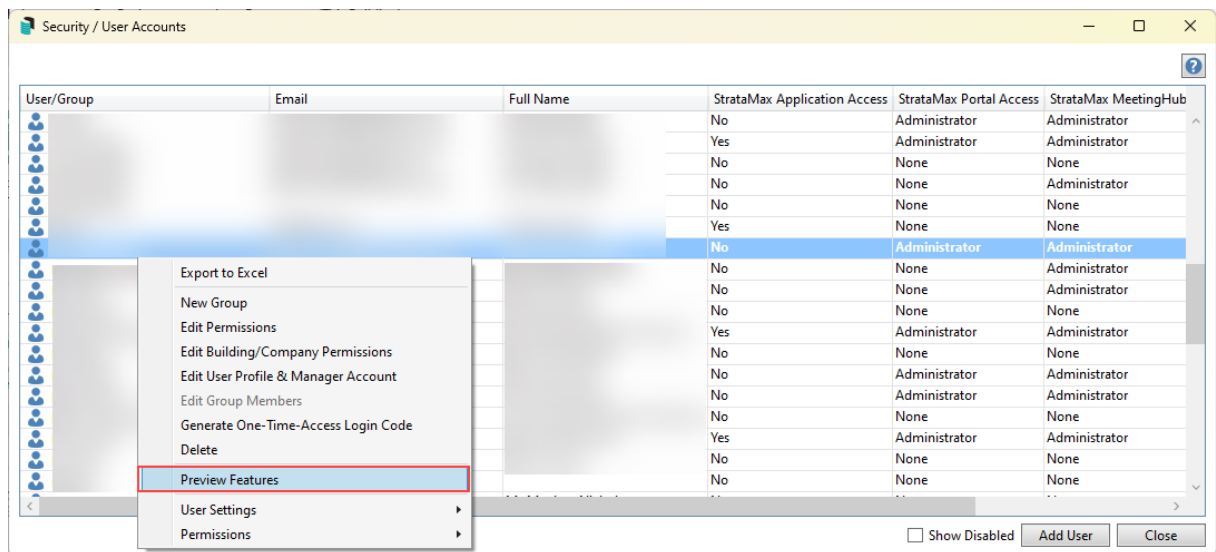 Security / User Accounts
User/Group Email Full Name StrataMax Application Access StrataMax Portal Access StrataMax MeetingHub
No Administrator Administrator
Yes Administrator Administrator
No None None
No None Administrator
No None None
Yes None None
No Administrator Administrator
No None Administrator
No None Administrator
No None None
Yes Administrator Administrator
No None None
No Administrator Administrator
No Administrator Administrator
No None None
Yes Administrator Administrator
No None None
No None None
Export to Excel
New Group
Edit Permissions
Edit Building/Company Permissions
Edit User Profile & Manager Account
Edit Group Members
Generate One-Time-Access Login Code
Delete
Preview Features
User Settings
Permissions
Show Disabled Add User Close